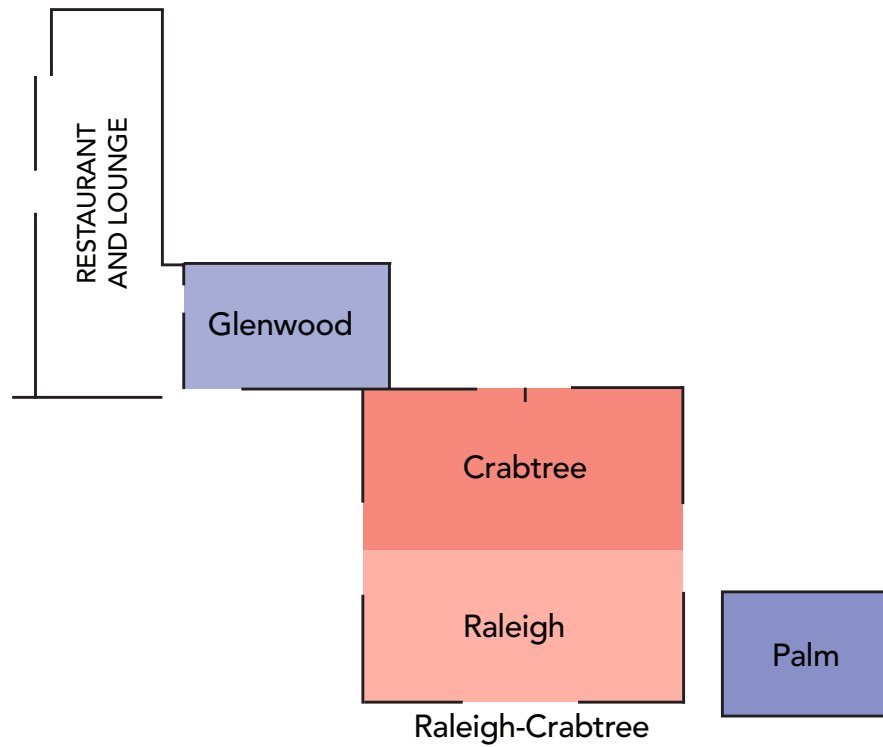 RESTAURANT
AND LOUNGE
Glenwood
Crabtree
Raleigh
Palm
Raleigh-Crabtree